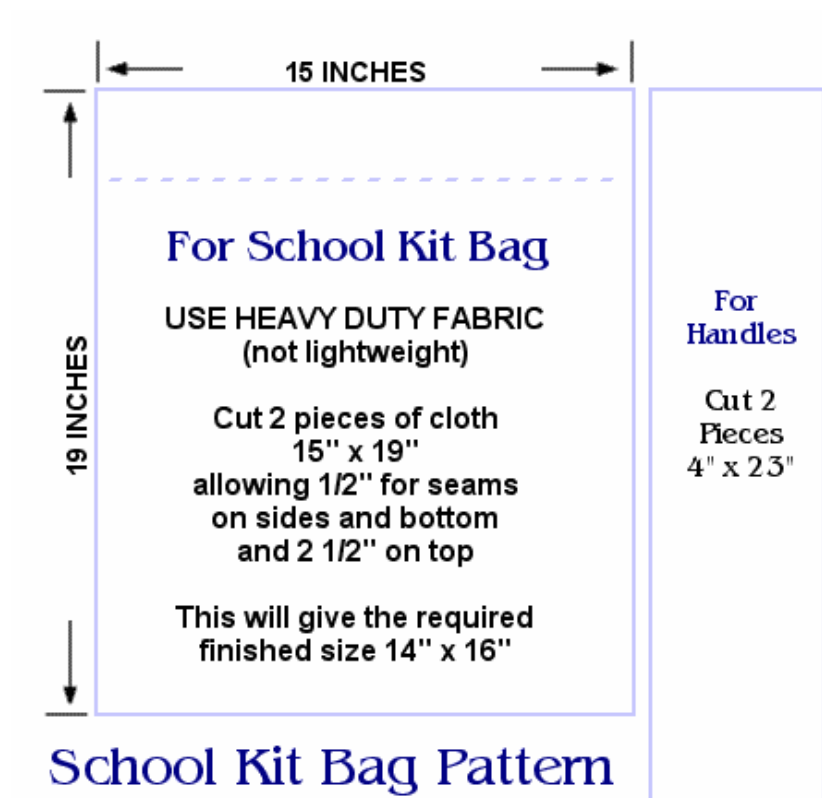 15 INCHES
19 INCHES
For School Kit Bag
USE HEAVY DUTY FABRIC
(not lightweight)
Cut 2 pieces of cloth
15" x 19"
allowing 1/2" for seams
on sides and bottom
and 2 1/2" on top
This will give the required
finished size 14" x 16"
For
Handles
Cut 2
Pieces
4" x 23"
School Kit Bag Pattern